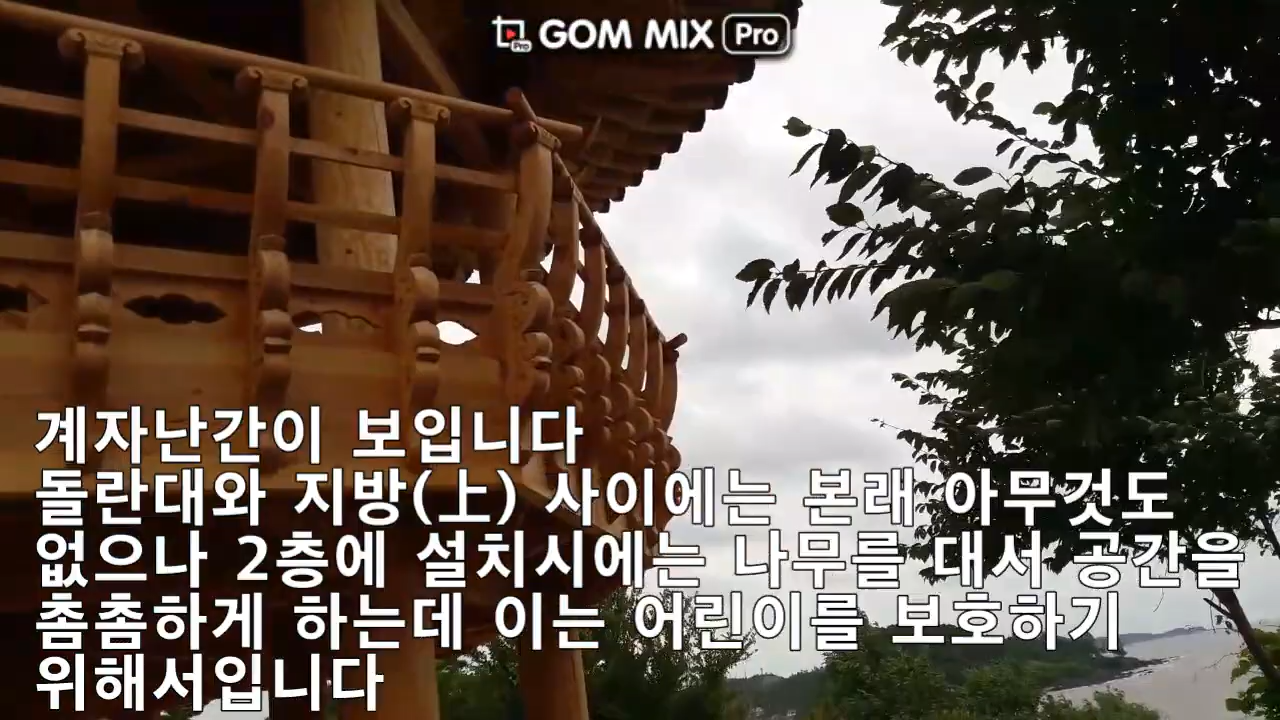 GOM MIX Pro
계자난간이 보입니다
돌란대와 지방(上) 사이에는 본래 아무것도
없으나 2층에 설치시에는 나무를 대서 공간을
촘촘하게 하는데 이는 어린이를 보호하기
위해서입니다